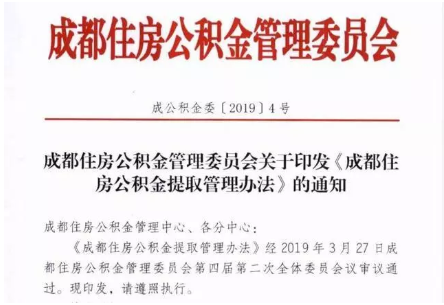 成都住房公积金管理委员会
成公积金委〔2019〕4号
成都住房公积金管理委员会关于印发《成都住
房公积金提取管理办法》的通知
成都住房公积金管理中心、各分中心：
《成都住房公积金提取管理办法》经2019年3月27日成
都住房公积金管理委员会第四届第二次全体委员会议审议通
过。现印发，请遵照执行。